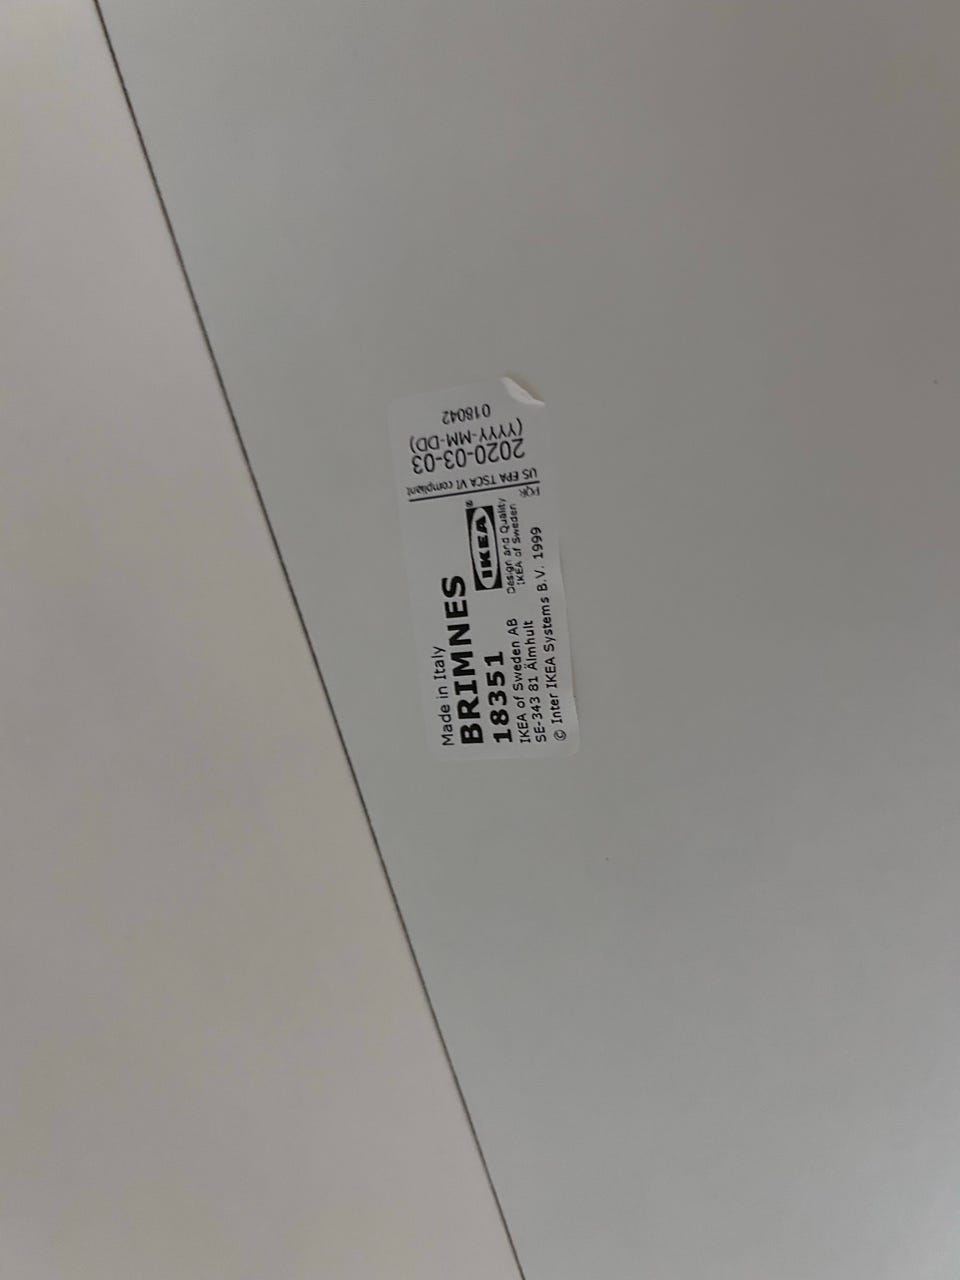 Made in Italy
BRIMNES
18351
IKEA®
Design and Quality
IKEA of Sweden
IKEA of Sweden AB
SE-343 81 Älmhult
© Inter IKEA Systems B.V. 1999
US EPA TSCA VI compliant
2020-03-03
(YYYY-MM-DD)
018042